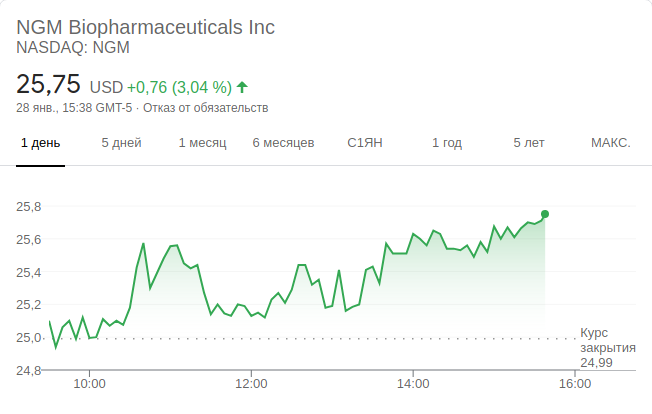 NGM Biopharmaceuticals Inc
NASDAQ: NGM
25,75 USD +0,76 (3,04 %)
28 янв., 15:38 GMT-5 · Отказ от обязательств
1 день 5 дней 1 месяц 6 месяцев С1ЯН 1 год 5 лет МАКС.
25,8
25,6
25,4
25,2
25,0
Курс
закрытия
24,99
24,8
10:00 12:00 14:00 16:00